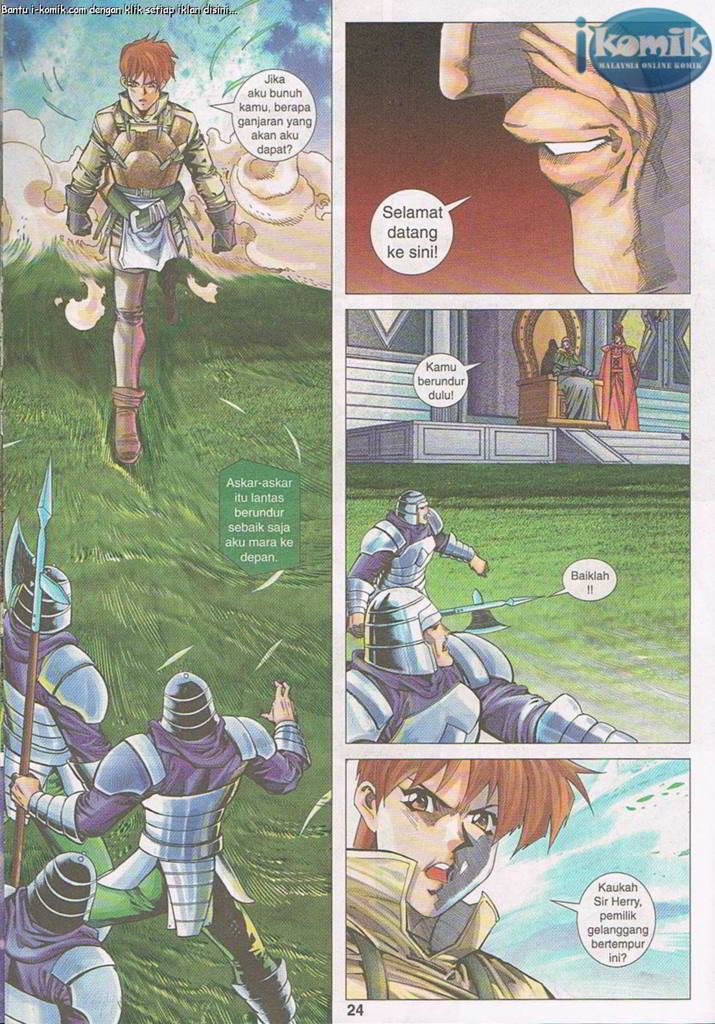 Bantu i-komik.com dengan klik setiap iklan disini...
Jika
aku bunuh
kamu, berapa
ganjaran yang
akan aku
dapat?
Askar-askar
itu lantas
berundur
sebaik saja
aku mara ke
depan.
ikomik
MALAYSIA ONLINE KOMIK
Selamat
datang
ke sini!
Kamu
berundur
dulu!
Baiklah
!!
Kaukah
Sir Herry,
pemilik
gelanggang
bertempur
ini?
24